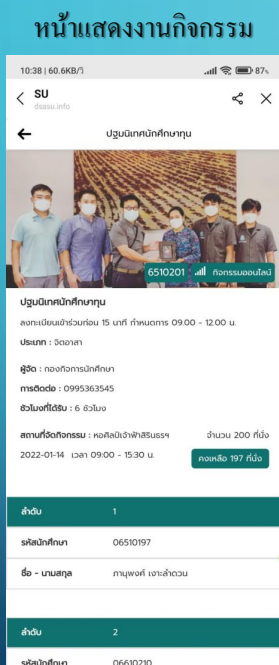 หน้าแสดงงานกิจกรรม
10:38 | 60.6KB/วิ 87%
SU
dsasu.info
ปฐมนิเทศนักศึกษาทุน
6510201 กิจกรรมออนไลน์
ปฐมนิเทศนักศึกษาทุน
ลงทะเบียนเข้าร่วมก่อน 15 นาที กำหนดการ 09.00 - 12.00 น.
ประเภท : จิตอาสา
ผู้จัด : กองกิจการนักศึกษา
การติดต่อ : 0995363545
ชั่วโมงที่ได้รับ : 6 ชั่วโมง
สถานที่จัดกิจกรรม : หอศิลป์เจ้าฟ้าสิรินธรฯ จำนวน 200 ที่นั่ง
2022-01-14 เวลา 09:00 - 15:30 น. คงเหลือ 197 ที่นั่ง
ลำดับ 1
รหัสนักศึกษา 06510197
ชื่อ - นามสกุล ภานุพงศ์ เงาะลำดวน
ลำดับ 2
รหัสนักศึกษา 06610210